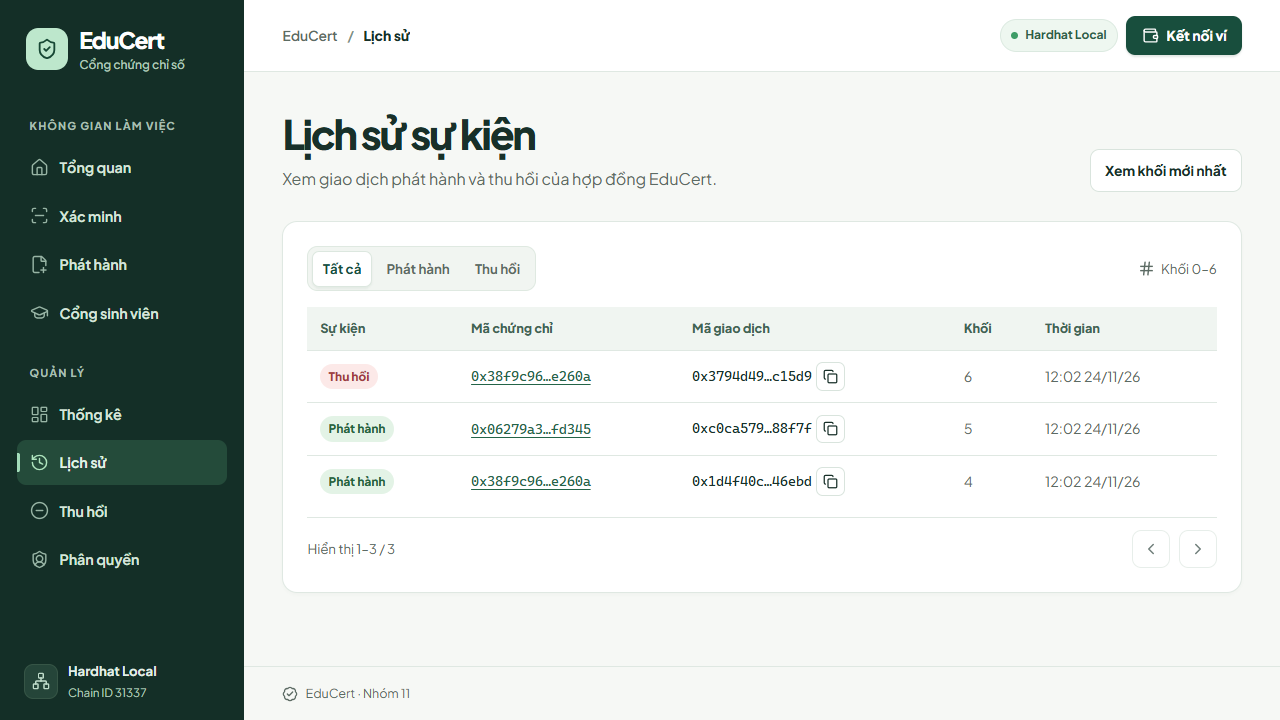 EduCert
Cổng chứng chỉ số
KHÔNG GIAN LÀM VIỆC
Tổng quan
Xác minh
Phát hành
Cổng sinh viên
QUẢN LÝ
Thống kê
Lịch sử
Thu hồi
Phân quyền
Hardhat Local
Chain ID 31337
EduCert / Lịch sử
Hardhat Local
Kết nối ví
Lịch sử sự kiện
Xem giao dịch phát hành và thu hồi của hợp đồng EduCert.
Xem khối mới nhất
Tất cả Phát hành Thu hồi
Khối 0–6
Sự kiện Mã chứng chỉ Mã giao dịch Khối Thời gian
Thu hồi 0x38f9c96…e260a 0x3794d49…c15d9 6 12:02 24/11/26
Phát hành 0x06279a3…fd345 0xc0ca579…88f7f 5 12:02 24/11/26
Phát hành 0x38f9c96…e260a 0x1d4f40c…46ebd 4 12:02 24/11/26
Hiển thị 1–3 / 3
EduCert · Nhóm 11